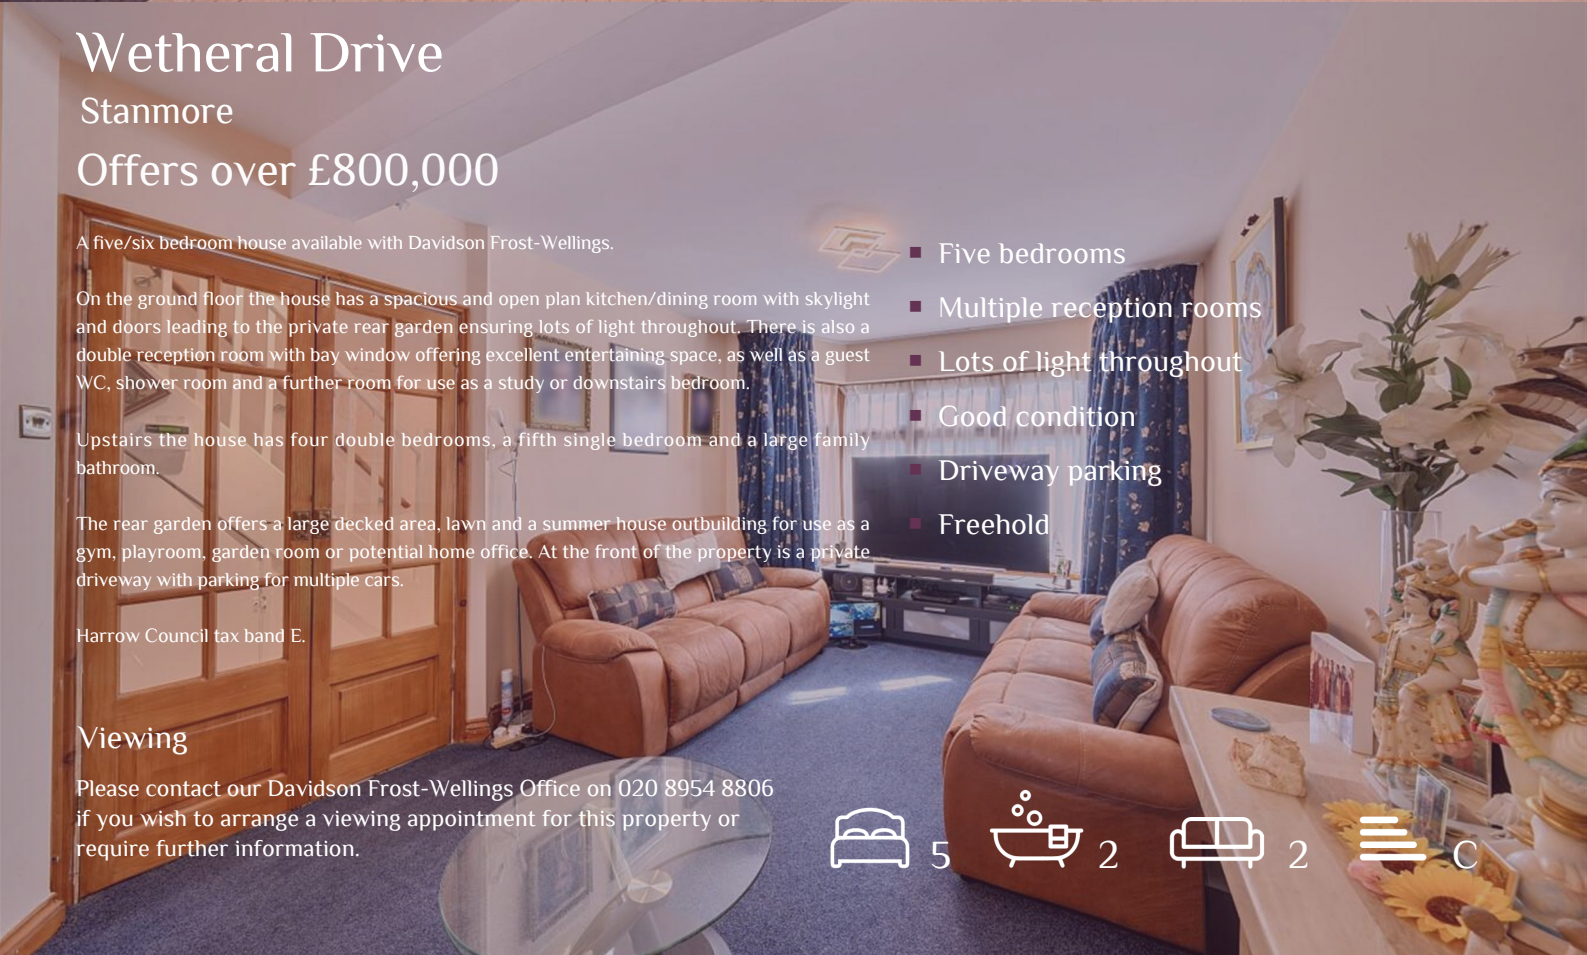 Wetheral Drive
Stanmore
Offers over £800,000
A five/six bedroom house available with Davidson Frost-Wellings.
On the ground floor the house has a spacious and open plan kitchen/dining room with skylight
and doors leading to the private rear garden ensuring lots of light throughout. There is also a
double reception room with bay window offering excellent entertaining space, as well as a guest
WC, shower room and a further room for use as a study or downstairs bedroom.
Upstairs the house has four double bedrooms, a fifth single bedroom and a large family
bathroom.
The rear garden offers a large decked area, lawn and a summer house outbuilding for use as a
gym, playroom, garden room or potential home office. At the front of the property is a private
driveway with parking for multiple cars.
Harrow Council tax band E.
Five bedrooms
Multiple reception rooms
Lots of light throughout
Good condition
Driveway parking
Freehold
Viewing
Please contact our Davidson Frost-Wellings Office on 020 8954 8806
if you wish to arrange a viewing appointment for this property or
require further information.
5 2 2 C